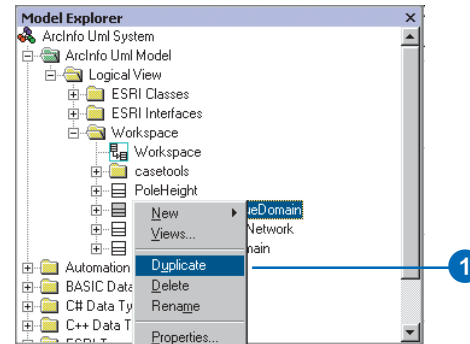 Model Explorer
ArcInfo Uml System
ArcInfo Uml Model
Logical View
ESRI Classes
ESRI Interfaces
Workspace
Workspace
casetools
PoleHeight
New
ueDomain
Views...
Network
Duplicate
main
1
Automation
Delete
BASIC Data
Rename
C# Data Ty
C++ Data T
Properties...